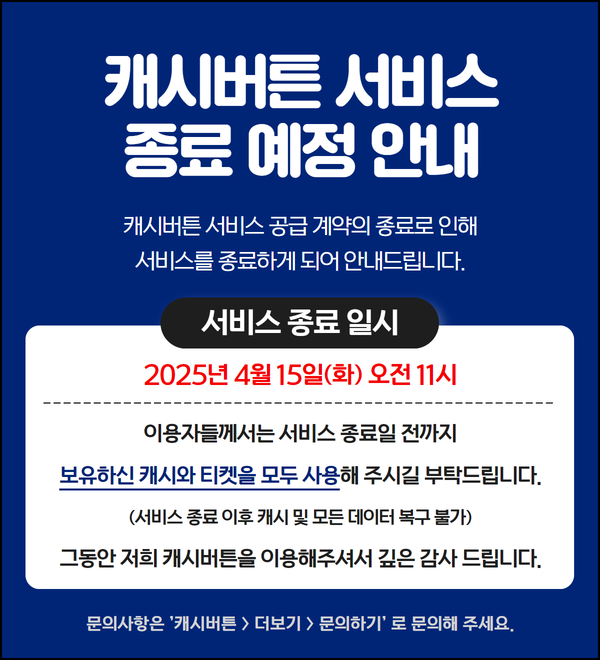 캐시버튼 서비스
종료 예정 안내
캐시버튼 서비스 공급 계약의 종료로 인해
서비스를 종료하게 되어 안내드립니다.
서비스 종료 일시
2025년 4월 15일(화) 오전 11시
이용자들께서는 서비스 종료일 전까지
보유하신 캐시와 티켓을 모두 사용해 주시길 부탁드립니다.
(서비스 종료 이후 캐시 및 모든 데이터 복구 불가)
그동안 저희 캐시버튼을 이용해주셔서 깊은 감사 드립니다.
문의사항은 '캐시버튼 > 더보기 > 문의하기' 로 문의해 주세요.